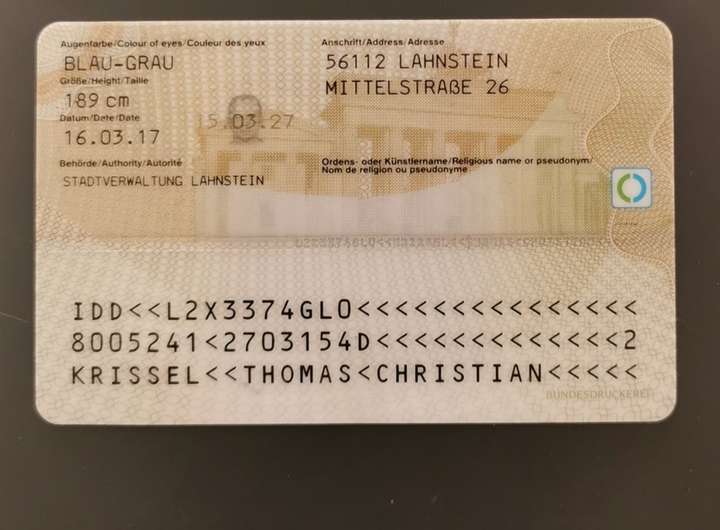 Augenfarbe/Colour of eyes/Couleur des yeux
BLAU-GRAU
Größe/Height/Taille
189 cm
Datum/Date/Date
16.03.17
15.03.27
Behörde/Authority/Autorité
STADTVERWALTUNG LAHNSTEIN
Anschrift/Address/Adresse
56112 LAHNSTEIN
MITTELSTRAßE 26
Ordens- oder Künstlername/Religious name or pseudonym/
Nom de religion ou pseudonyme
IDD<<L2X3374GL0<<<<<<<<<<<<<<<
8005241<2703154D<<<<<<<<<<<<<2
KRISSEL<<THOMAS<CHRISTIAN<<<<<
BUNDESDRUCKEREI